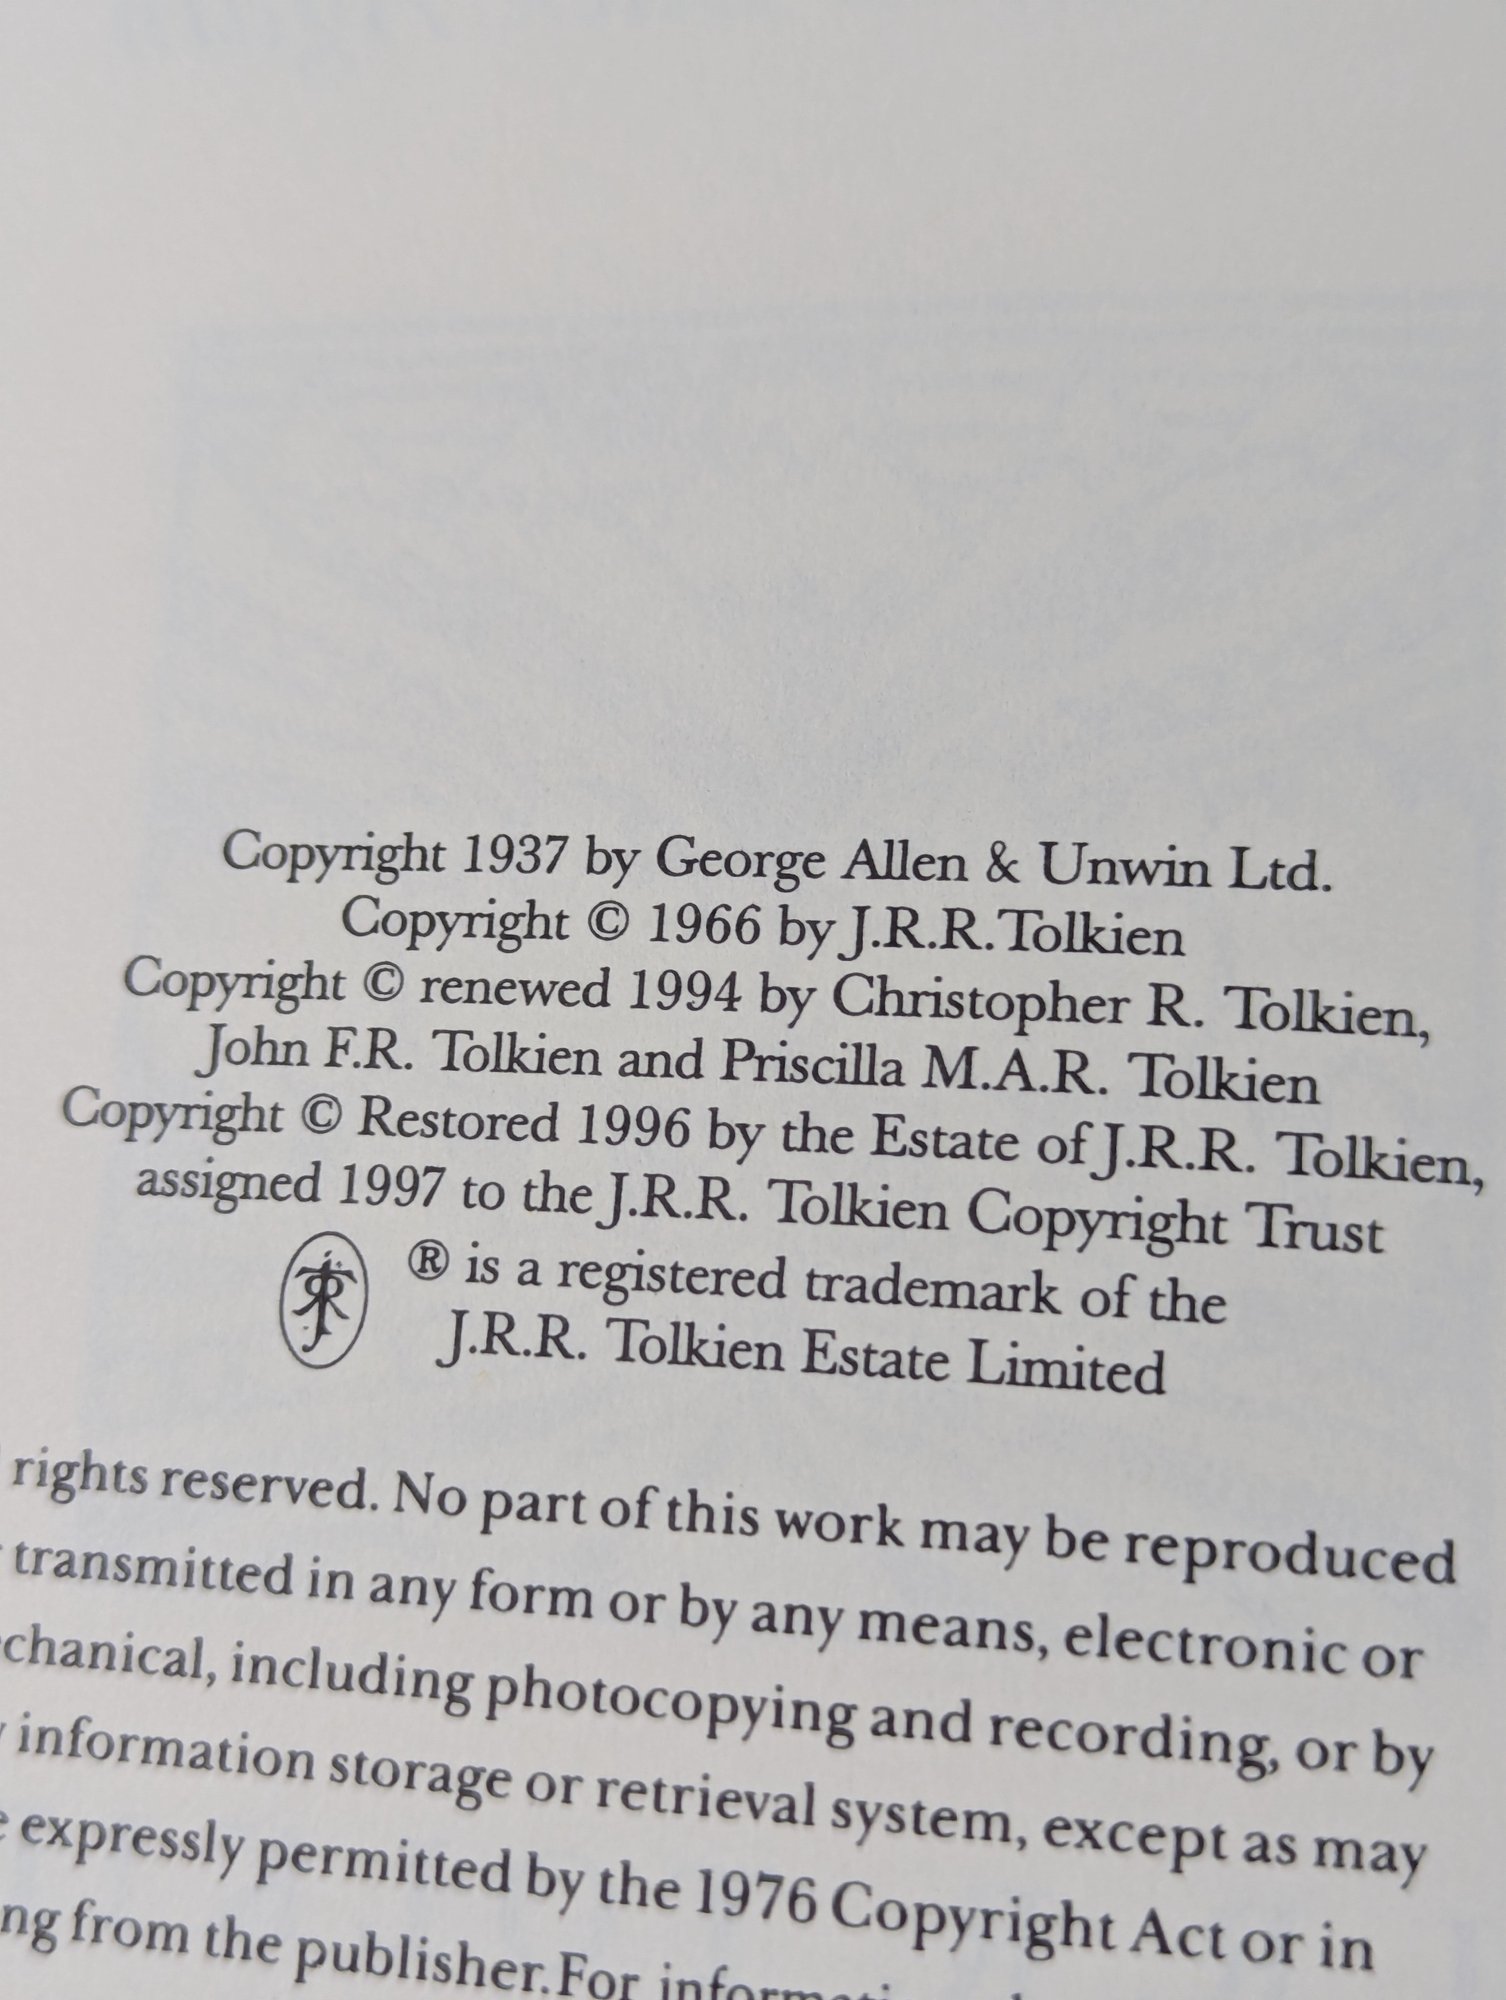 Copyright 1937 by George Allen & Unwin Ltd.
Copyright © 1966 by J.R.R. Tolkien
Copyright © renewed 1994 by Christopher R. Tolkien,
John F.R. Tolkien and Priscilla M.A.R. Tolkien
Copyright © Restored 1996 by the Estate of J.R.R. Tolkien,
assigned 1997 to the J.R.R. Tolkien Copyright Trust
® is a registered trademark of the
J.R.R. Tolkien Estate Limited
rights reserved. No part of this work may be reproduced
transmitted in any form or by any means, electronic or
chanical, including photocopying and recording, or by
information storage or retrieval system, except as may
expressly permitted by the 1976 Copyright Act or in
ng from the publisher. For